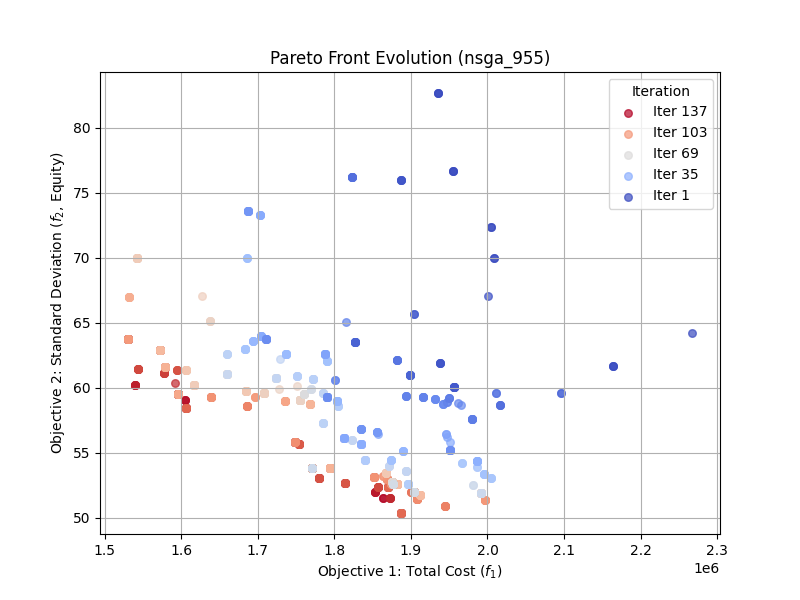 Pareto Front Evolution (nsga_955)
Iteration
Iter 137
Iter 103
Iter 69
Iter 35
Iter 1
Objective 2: Standard Deviation (f₂, Equity)
80
75
70
65
60
55
50
1.5 1.6 1.7 1.8 1.9 2.0 2.1 2.2 2.3
1e6
Objective 1: Total Cost (f₁)